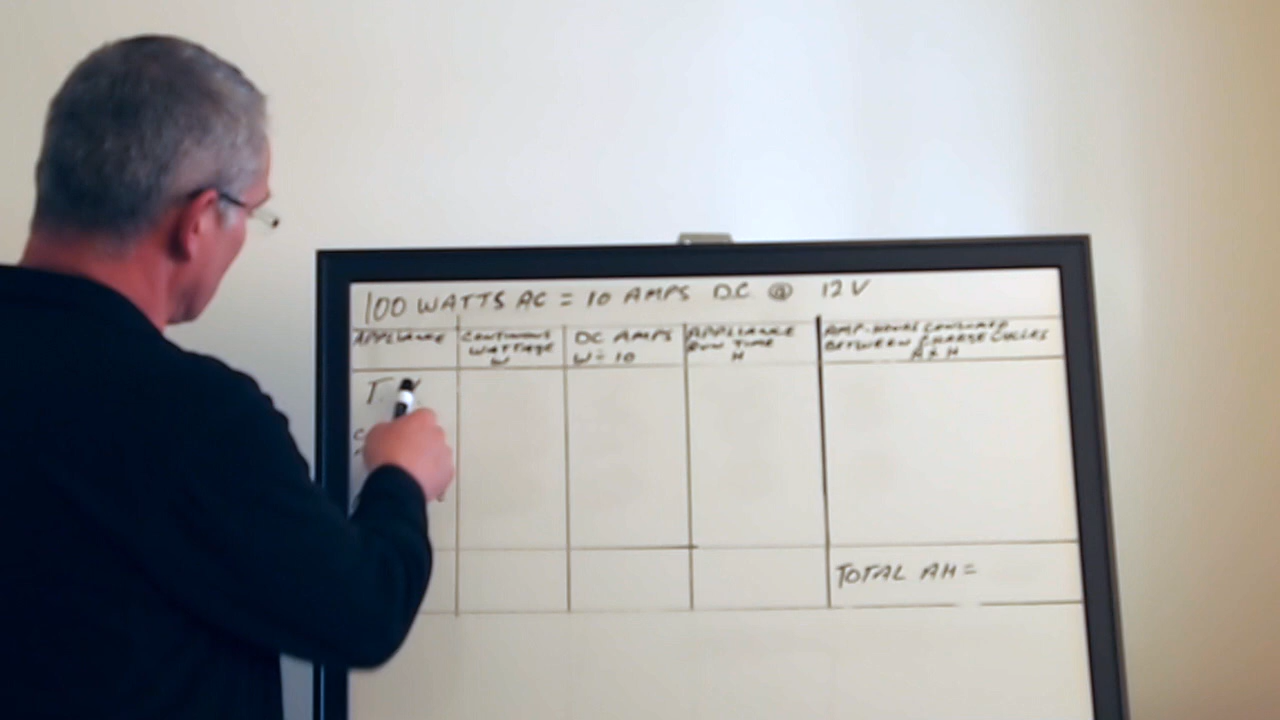 100 WATTS AC = 10 AMPS DC @ 12V
APPLIANCE
CONTINUOUS
WATTAGE
W
DC AMPS
W÷10
APPLIANCE
RUN TIME
H
AMP-HOURS CONSUMED
BETWEEN CHARGE CYCLES
A x H
T.V
TOTAL AH =